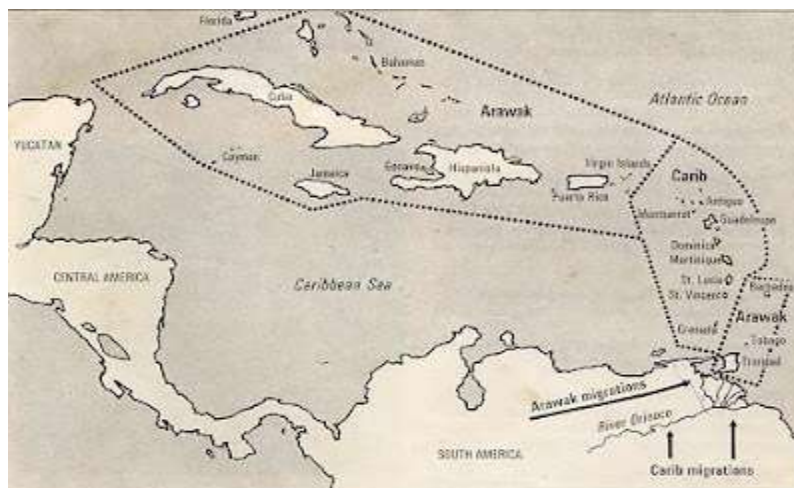 Florida
Bahamas
Cuba
Arawak
Atlantic Ocean
YUCATAN
Cayman
Jamaica
Gonave
Hispaniola
Virgin Islands
Puerto Rico
Carib
Antigua
Montserrat
Guadeloupe
Dominica
Martinique
CENTRAL AMERICA
Caribbean Sea
St. Lucia
St. Vincent
Barbados
Arawak
Grenada
Tobago
Trinidad
Arawak migrations
River Orinoco
SOUTH AMERICA
Carib migrations